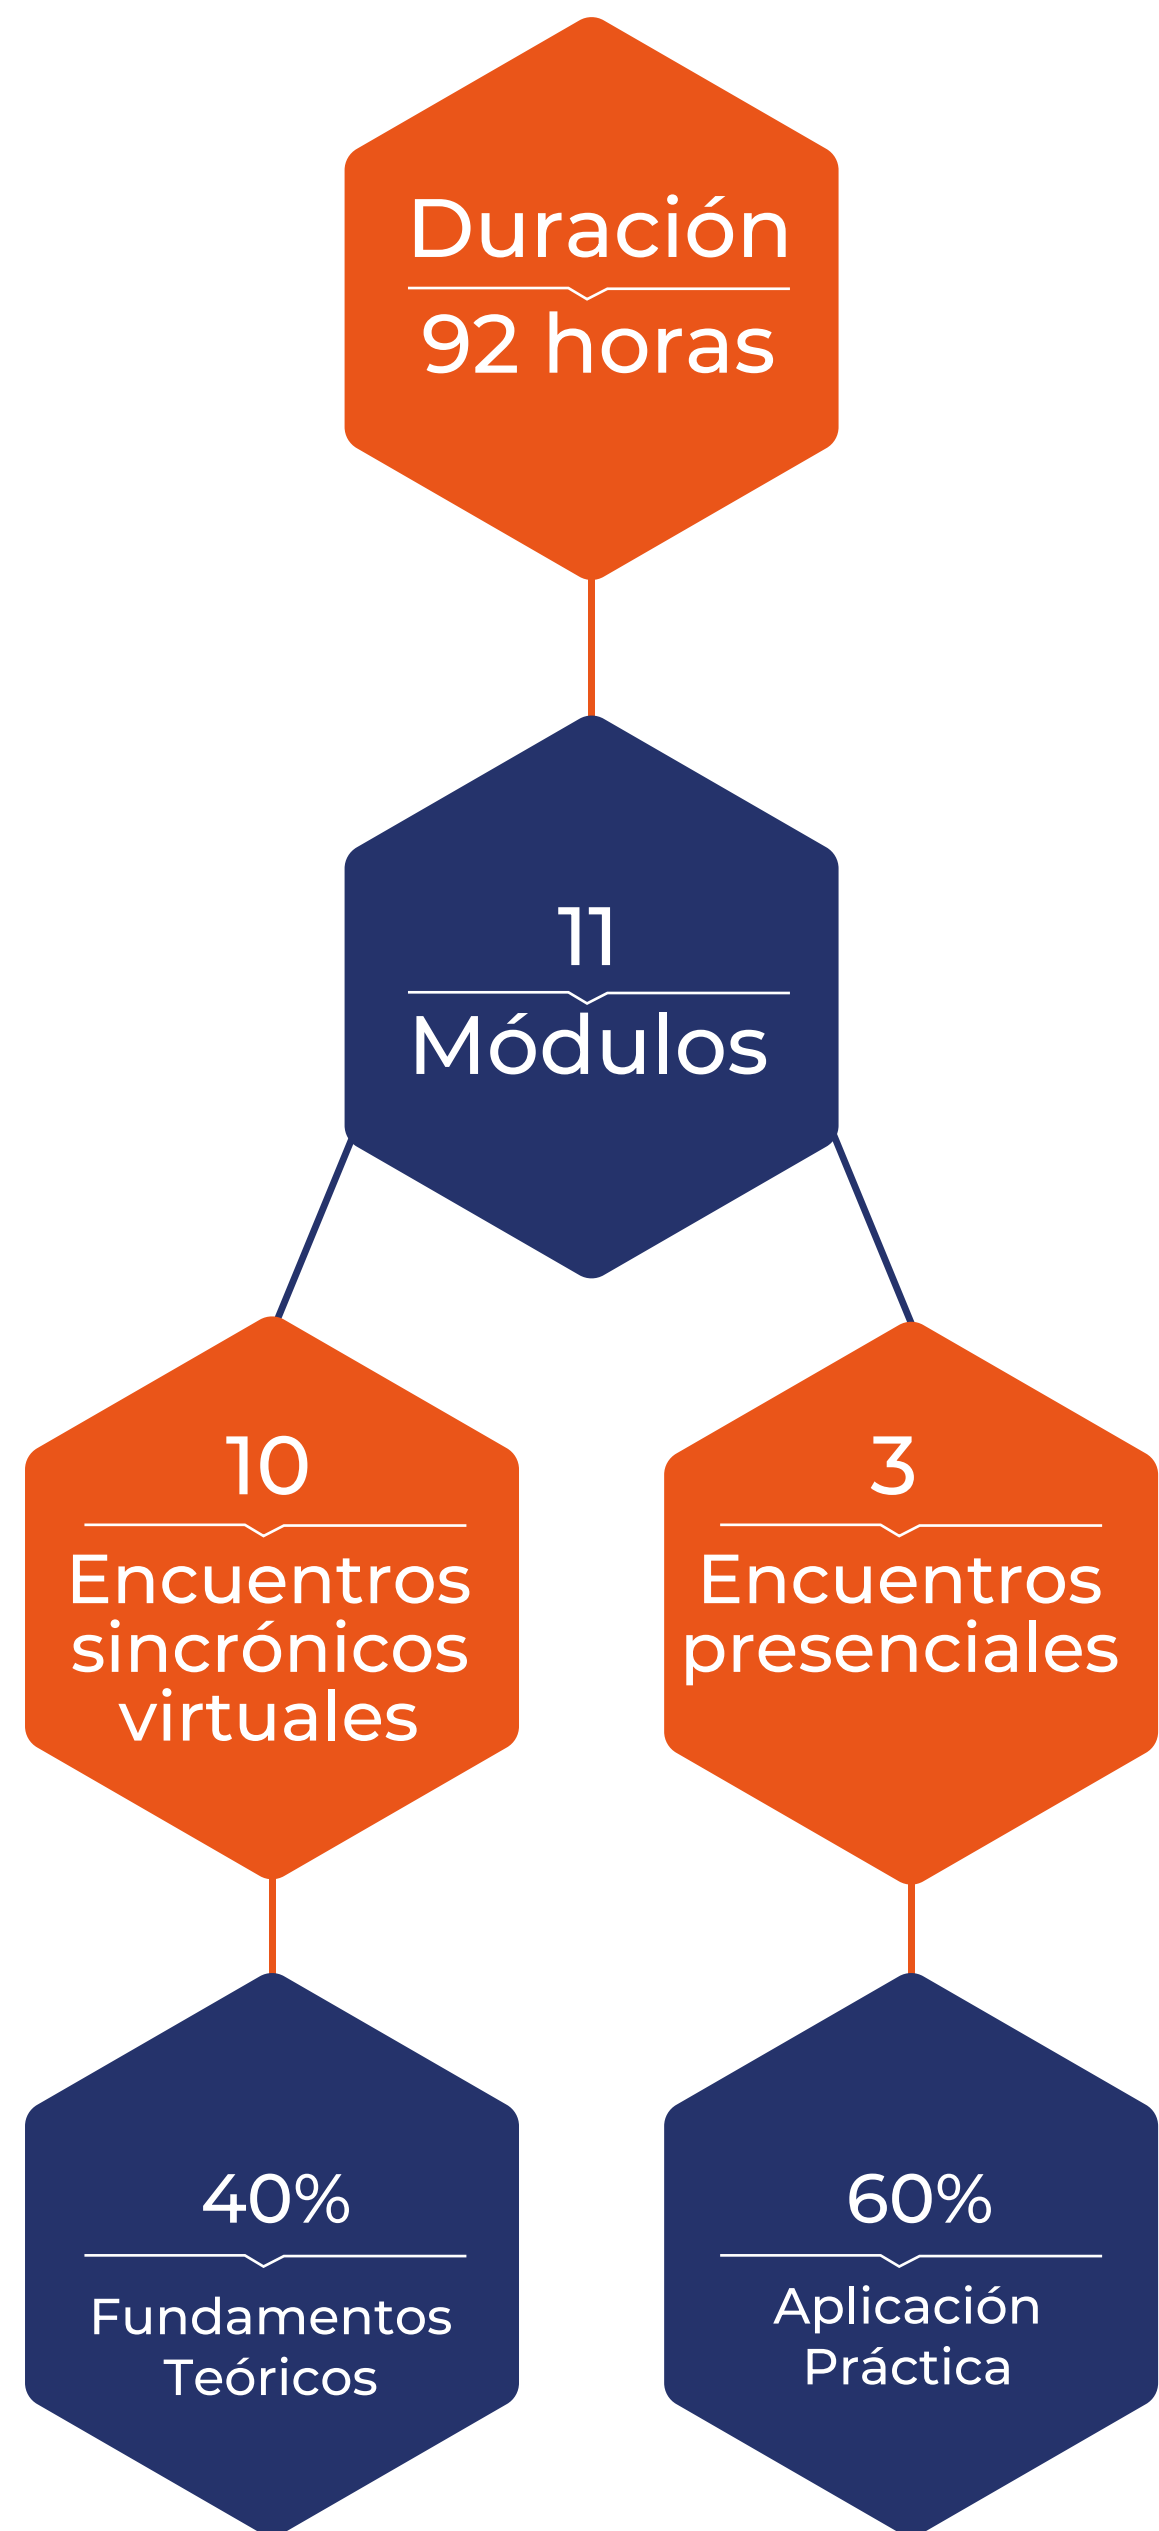 Duración
92 horas
11
Módulos
10
Encuentros
sincrónicos
virtuales
3
Encuentros
presenciales
40%
Fundamentos
Teóricos
60%
Aplicación
Práctica